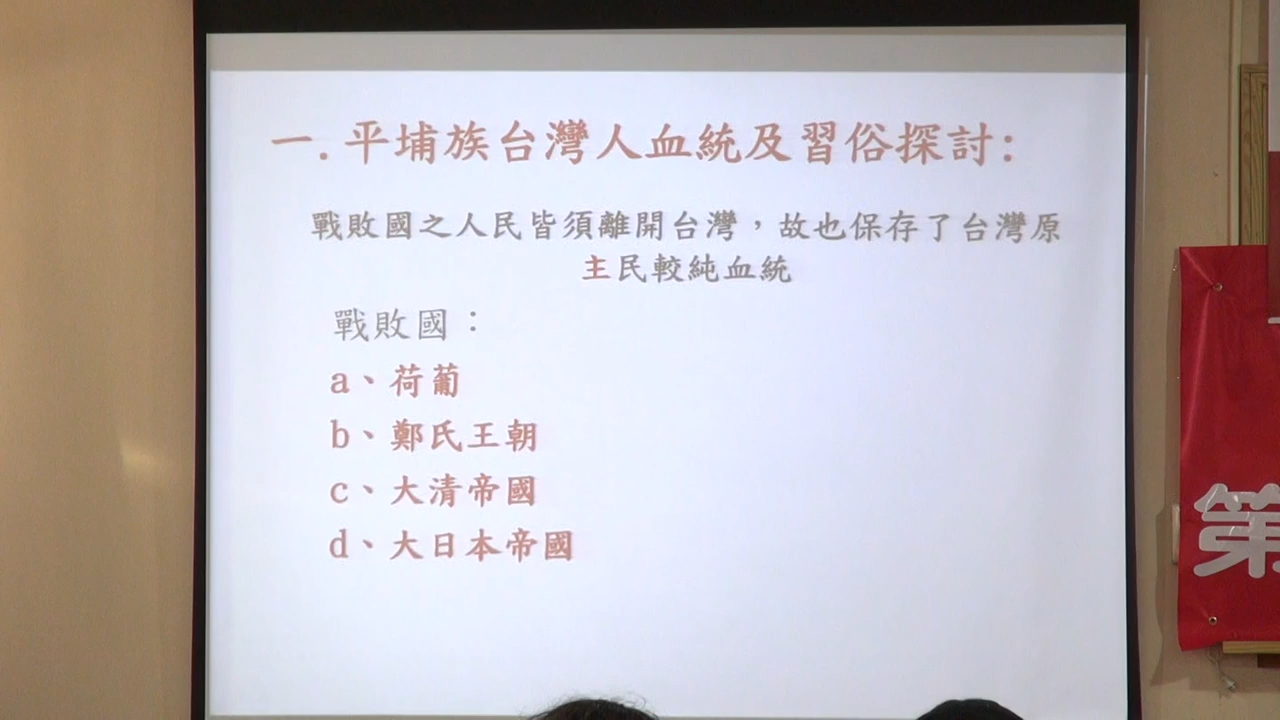 一.平埔族台灣人血統及習俗探討:
戰敗國之人民皆須離開台灣，故也保存了台灣原
主民較純血統
戰敗國：
a、荷葡
b、鄭氏王朝
c、大清帝國
d、大日本帝國
第